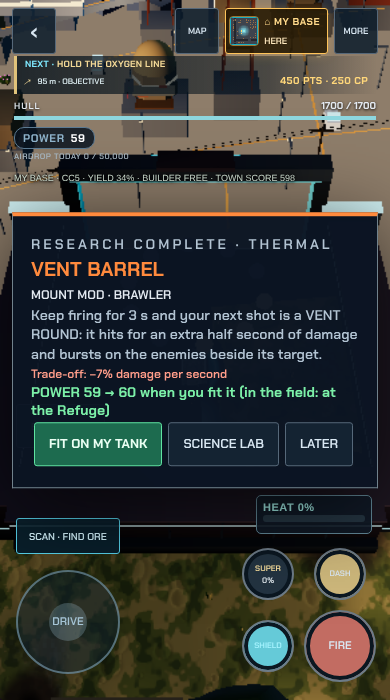 ‹
MAP
⌂ MY BASE
HERE
MORE
NEXT · HOLD THE OXYGEN LINE
↗ 95 m · OBJECTIVE
450 PTS · 250 CP
HULL
1700 / 1700
POWER 59
AIRDROP TODAY 0 / 50,000
MY BASE · CC5 · YIELD 34% · BUILDER FREE · TOWN SCORE 598
RESEARCH COMPLETE · THERMAL
VENT BARREL
MOUNT MOD · BRAWLER
Keep firing for 3 s and your next shot is a VENT
ROUND: it hits for an extra half second of damage
and bursts on the enemies beside its target.
Trade-off: −7% damage per second
POWER 59 → 60 when you fit it (in the field: at
the Refuge)
FIT ON MY TANK
SCIENCE LAB
LATER
HEAT 0%
SCAN · FIND ORE
SUPER
0%
DASH
DRIVE
SHIELD
FIRE